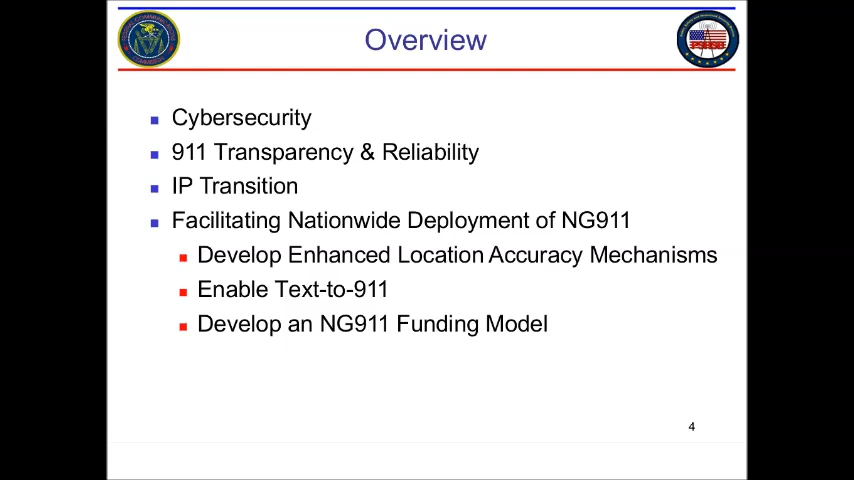 Overview
Cybersecurity
911 Transparency & Reliability
IP Transition
Facilitating Nationwide Deployment of NG911
Develop Enhanced Location Accuracy Mechanisms
Enable Text-to-911
Develop an NG911 Funding Model
4